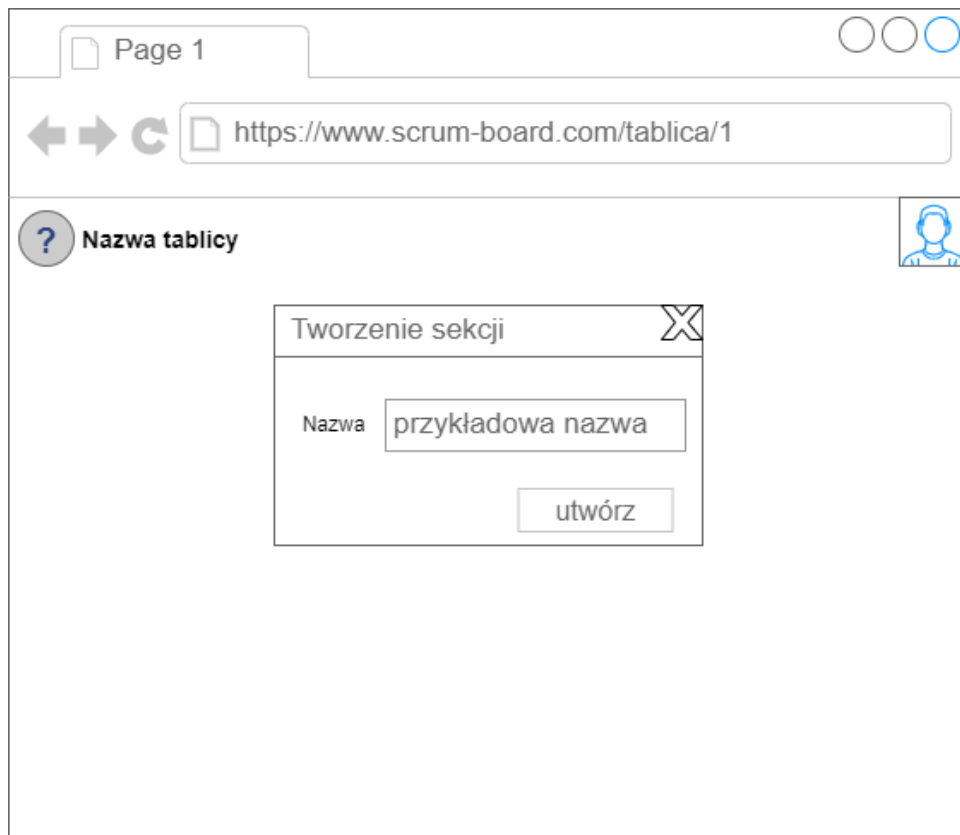 Page 1
https://www.scrum-board.com/tablica/1
? Nazwa tablicy
Tworzenie sekcji X
Nazwa przykładowa nazwa
utwórz